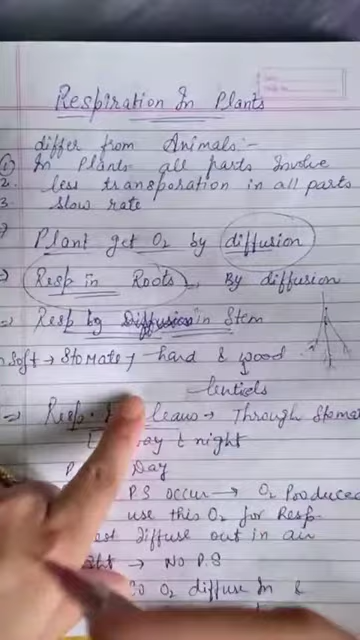 Respiration In Plants
differ from Animals:-
① In Plants all parts Involve
2. less transporation in all parts
3. slow rate
Plant get O2 by diffusion
Resp in Roots By diffusion
⇒ Resp by Diffusion in Stem
Soft → Stomate, hard & wood
lenticels
⇒ Resp. leaves → Through Stomat
Day & night
Day
P.S occur → O2 Produced
use this O2 for Resp.
diffuse out in air
→ No P.S
O2 diffuse In &